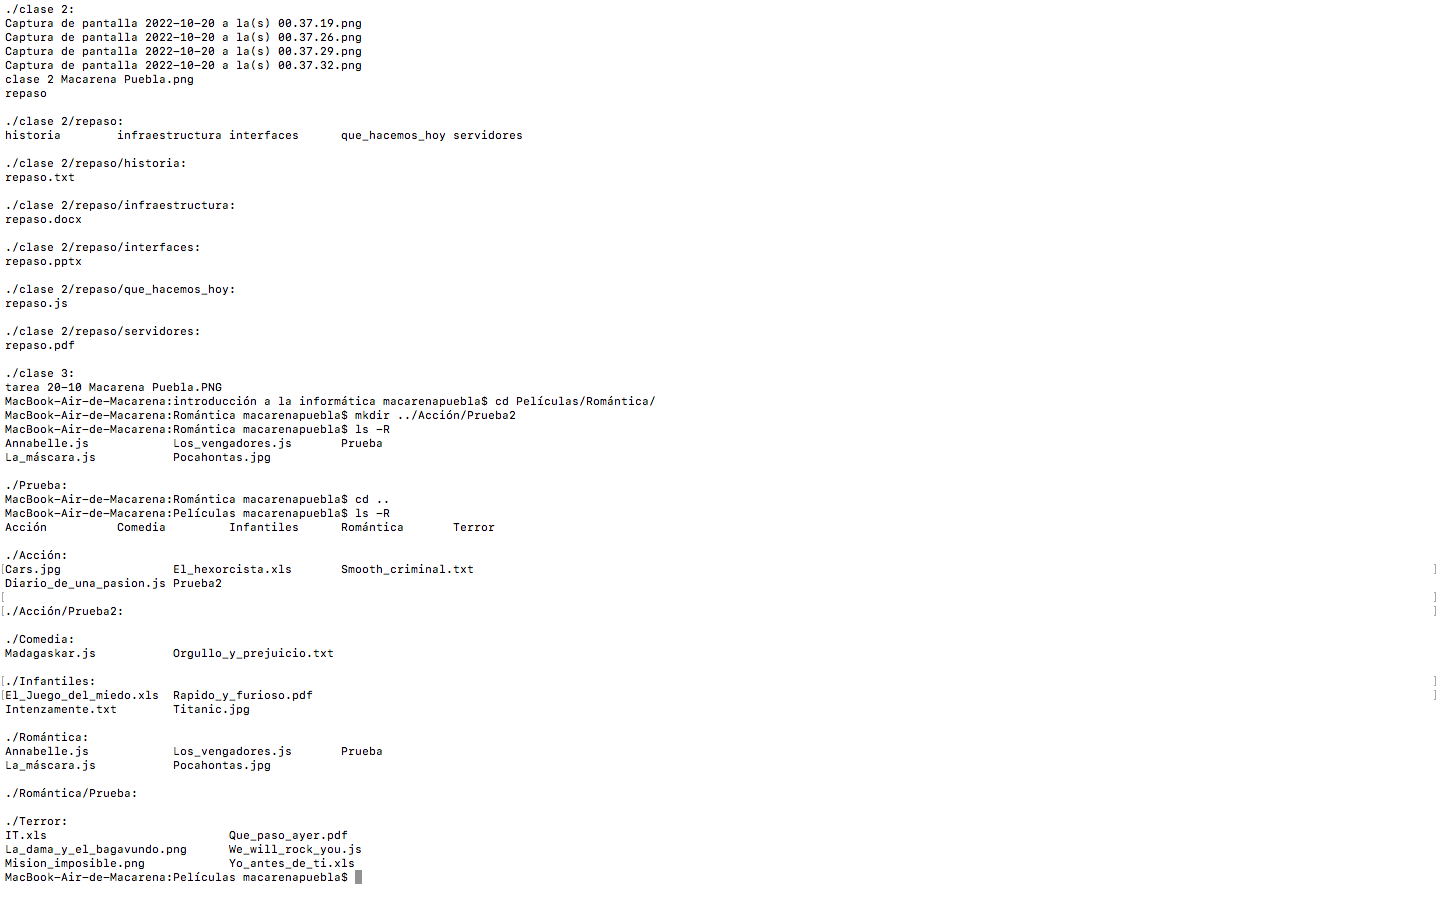 ./clase 2:
Captura de pantalla 2022-10-20 a la(s) 00.37.19.png
Captura de pantalla 2022-10-20 a la(s) 00.37.26.png
Captura de pantalla 2022-10-20 a la(s) 00.37.29.png
Captura de pantalla 2022-10-20 a la(s) 00.37.32.png
clase 2 Macarena Puebla.png
repaso

./clase 2/repaso:
historia        infraestructura interfaces      que_hacemos_hoy servidores

./clase 2/repaso/historia:
repaso.txt

./clase 2/repaso/infraestructura:
repaso.docx

./clase 2/repaso/interfaces:
repaso.pptx

./clase 2/repaso/que_hacemos_hoy:
repaso.js

./clase 2/repaso/servidores:
repaso.pdf

./clase 3:
tarea 20-10 Macarena Puebla.PNG
MacBook-Air-de-Macarena:introducción a la informática macarenapuebla$ cd Películas/Romántica/
MacBook-Air-de-Macarena:Romántica macarenapuebla$ mkdir ../Acción/Prueba2
MacBook-Air-de-Macarena:Romántica macarenapuebla$ ls -R
Annabelle.js            Los_vengadores.js       Prueba
La_máscara.js           Pocahontas.jpg

./Prueba:
MacBook-Air-de-Macarena:Romántica macarenapuebla$ cd ..
MacBook-Air-de-Macarena:Películas macarenapuebla$ ls -R
Acción          Comedia         Infantiles      Romántica       Terror

./Acción:
[Cars.jpg                El_hexorcista.xls       Smooth_criminal.txt ]
Diario_de_una_pasion.js Prueba2
[ ]
[./Acción/Prueba2: ]

./Comedia:
Madagaskar.js           Orgullo_y_prejuicio.txt

[./Infantiles: ]
[El_Juego_del_miedo.xls  Rapido_y_furioso.pdf ]
Intenzamente.txt        Titanic.jpg

./Romántica:
Annabelle.js            Los_vengadores.js       Prueba
La_máscara.js           Pocahontas.jpg

./Romántica/Prueba:

./Terror:
IT.xls                          Que_paso_ayer.pdf
La_dama_y_el_bagavundo.png      We_will_rock_you.js
Mision_imposible.png            Yo_antes_de_ti.xls
MacBook-Air-de-Macarena:Películas macarenapuebla$